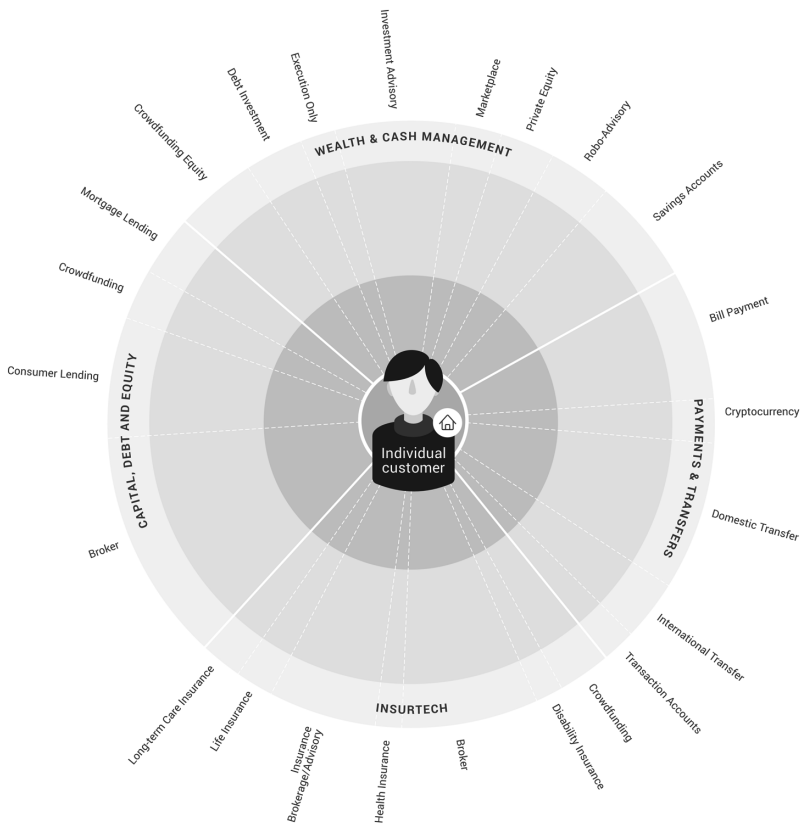 WEALTH & CASH MANAGEMENT
Crowdfunding Equity
Debt Investment
Execution Only
Investment Advisory
Marketplace
Private Equity
Robo-Advisory
Savings Accounts
PAYMENTS & TRANSFERS
Bill Payment
Cryptocurrency
Domestic Transfer
International Transfer
Transaction Accounts
INSURTECH
Crowdfunding
Disability Insurance
Broker
Health Insurance
Insurance
Brokerage/Advisory
Life Insurance
Long-term Care Insurance
CAPITAL, DEBT AND EQUITY
Broker
Consumer Lending
Crowdfunding
Mortgage Lending
Individual
customer